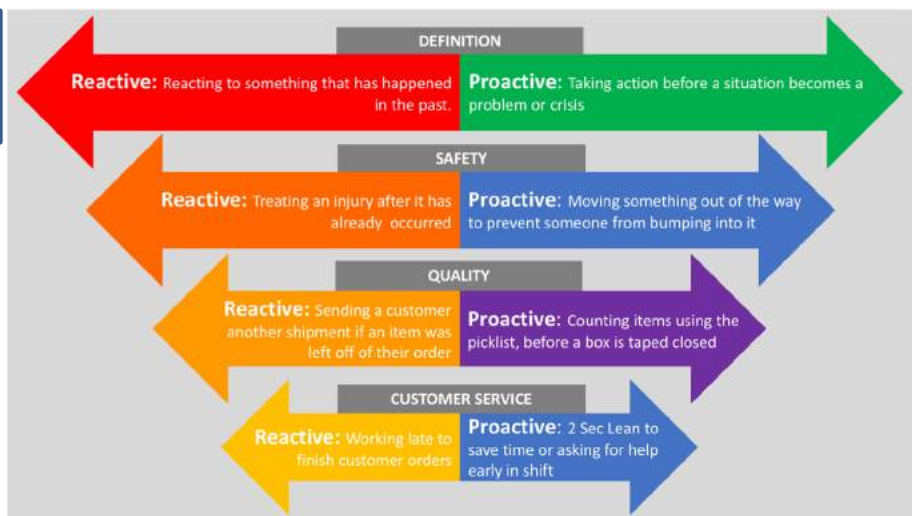 DEFINITION
Reactive: Reacting to something that has happened
in the past.
Proactive: Taking action before a situation becomes a
problem or crisis
SAFETY
Reactive: Treating an injury after it has
already occurred
Proactive: Moving something out of the way
to prevent someone from bumping into it
QUALITY
Reactive: Sending a customer
another shipment if an item was
left off of their order
Proactive: Counting items using the
picklist, before a box is taped closed
CUSTOMER SERVICE
Reactive: Working late to
finish customer orders
Proactive: 2 Sec Lean to
save time or asking for help
early in shift